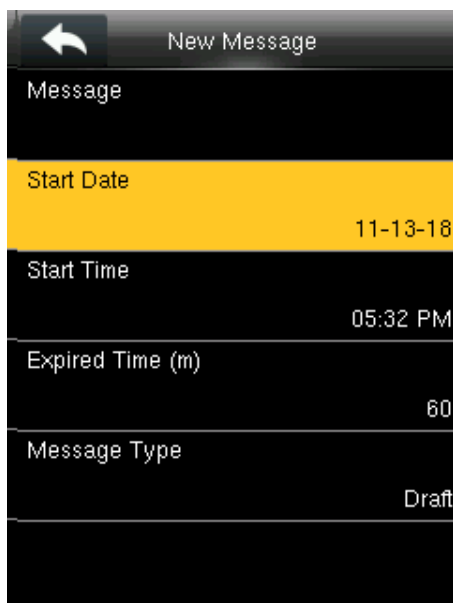 New Message
Message
Start Date
11-13-18
Start Time
05:32 PM
Expired Time (m)
60
Message Type
Draft